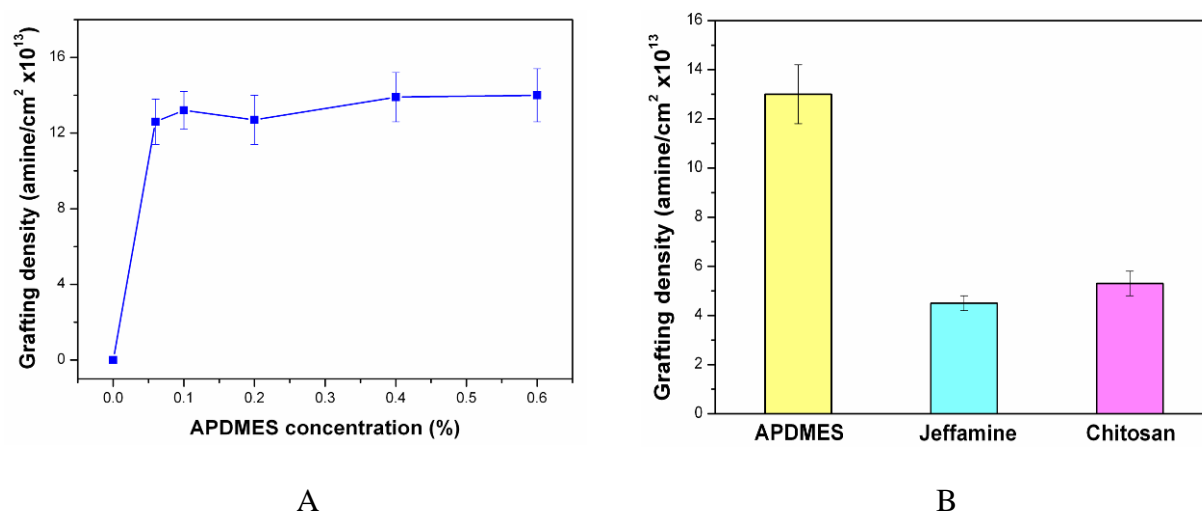 Grafting density (amine/cm² x10¹³)
16
12
8
4
0
0.0 0.1 0.2 0.3 0.4 0.5 0.6
APDMES concentration (%)
A
Grafting density (amine/cm² x10¹³)
16
14
12
10
8
6
4
2
0
APDMES Jeffamine Chitosan
B